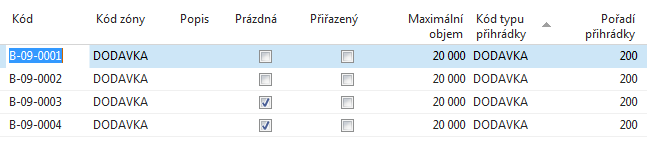 Kód Kód zóny Popis Prázdná Přiřazený Maximální objem Kód typu přihrádky Pořadí přihrádky
B-09-0001 DODAVKA 20 000 DODAVKA 200
B-09-0002 DODAVKA 20 000 DODAVKA 200
B-09-0003 DODAVKA 20 000 DODAVKA 200
B-09-0004 DODAVKA 20 000 DODAVKA 200